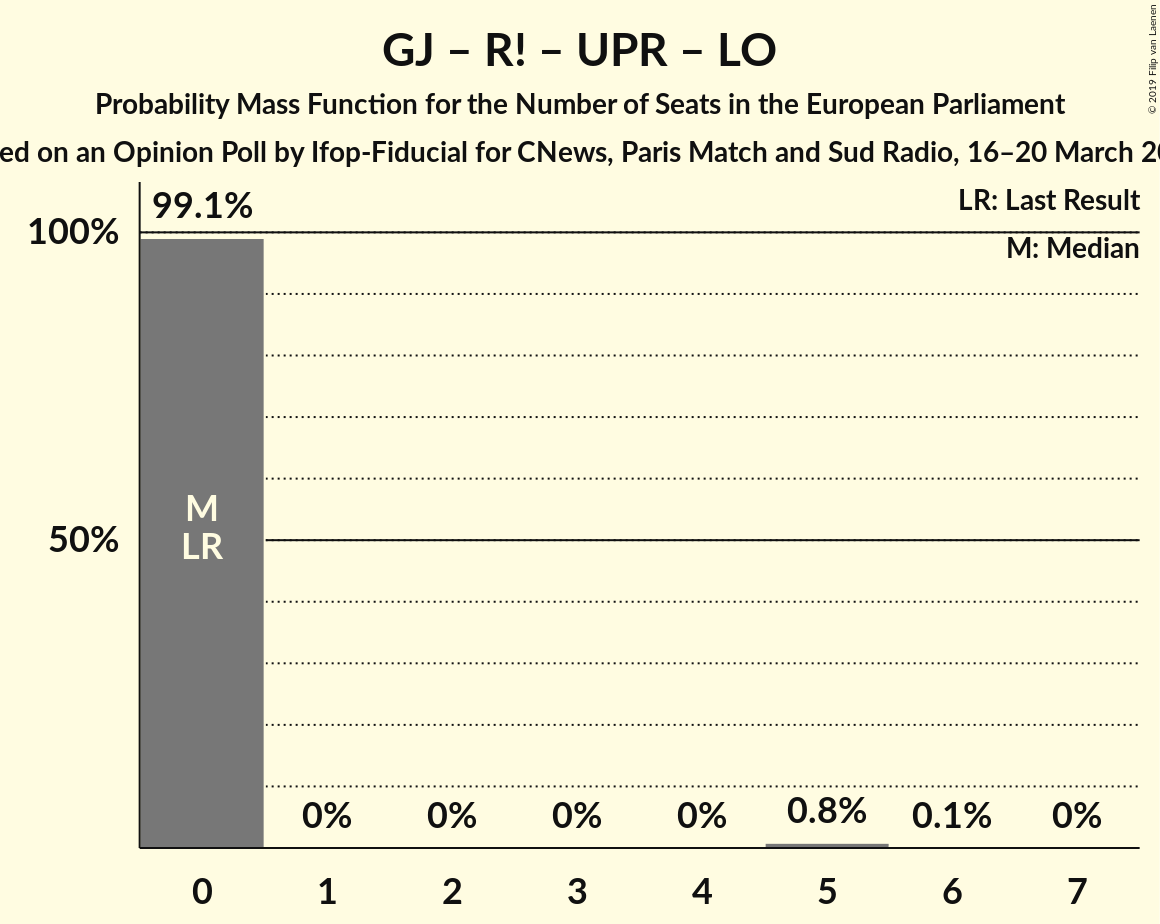 GJ – R! – UPR – LO
Probability Mass Function for the Number of Seats in the European Parliament
on an Opinion Poll by Ifop-Fiducial for CNews, Paris Match and Sud Radio, 16–20 March
© 2019 Filip van Laenen
LR: Last Result
M: Median
99.1%
100%
50%
M
LR
0% 0% 0% 0% 0.8% 0.1% 0%
0 1 2 3 4 5 6 7